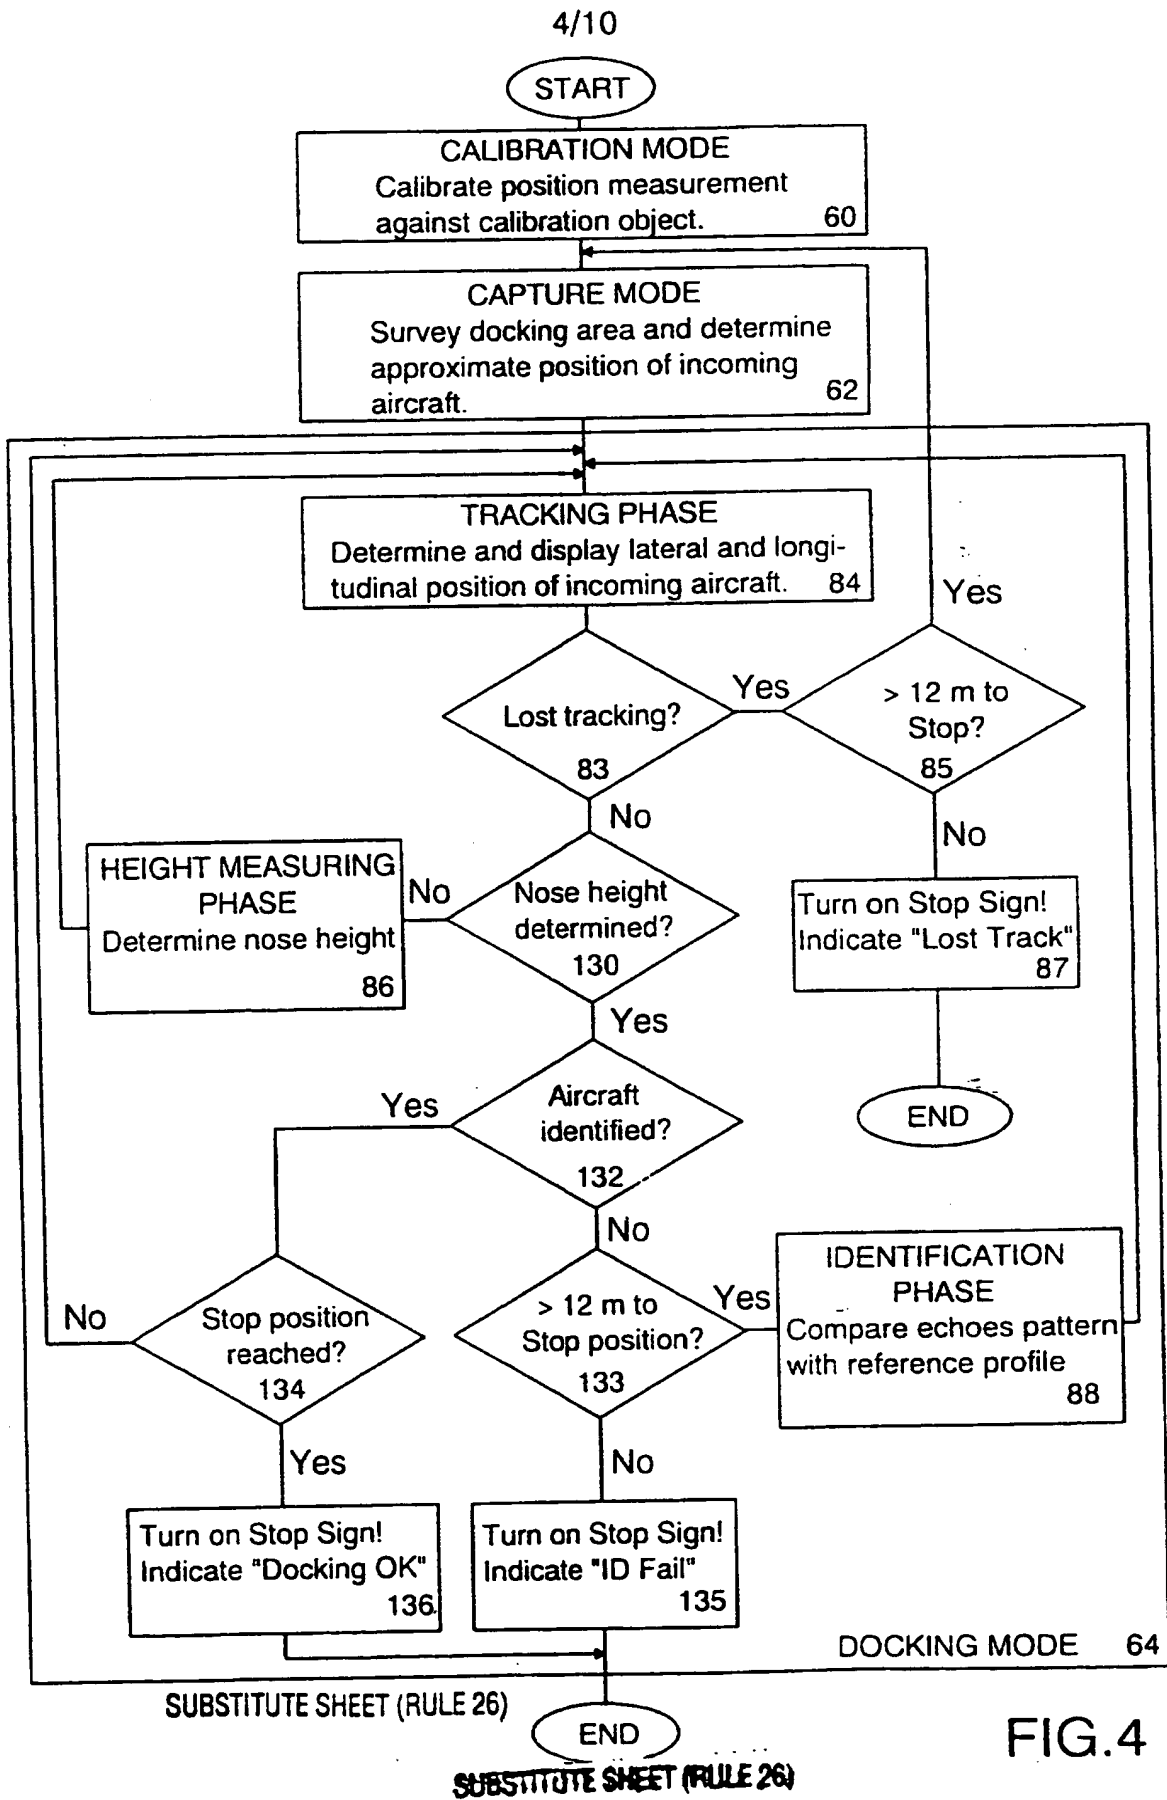 4/10
START
CALIBRATION MODE
Calibrate position measurement
against calibration object.
60
CAPTURE MODE
Survey docking area and determine
approximate position of incoming
aircraft.
62
TRACKING PHASE
Determine and display lateral and longi-
tudinal position of incoming aircraft. 84
Yes
Lost tracking?
83
Yes
> 12 m to
Stop?
85
No
No
HEIGHT MEASURING
PHASE
Determine nose height
86
No
Nose height
determined?
130
Turn on Stop Sign!
Indicate "Lost Track"
87
Yes
END
Yes
Aircraft
identified?
132
No
No
Stop position
reached?
134
> 12 m to
Stop position?
133
Yes
IDENTIFICATION
PHASE
Compare echoes pattern
with reference profile
88
Yes
No
Turn on Stop Sign!
Indicate "Docking OK"
136
Turn on Stop Sign!
Indicate "ID Fail"
135
DOCKING MODE 64
SUBSTITUTE SHEET (RULE 26)
END
FIG.4
SUBSTITUTE SHEET (RULE 26)